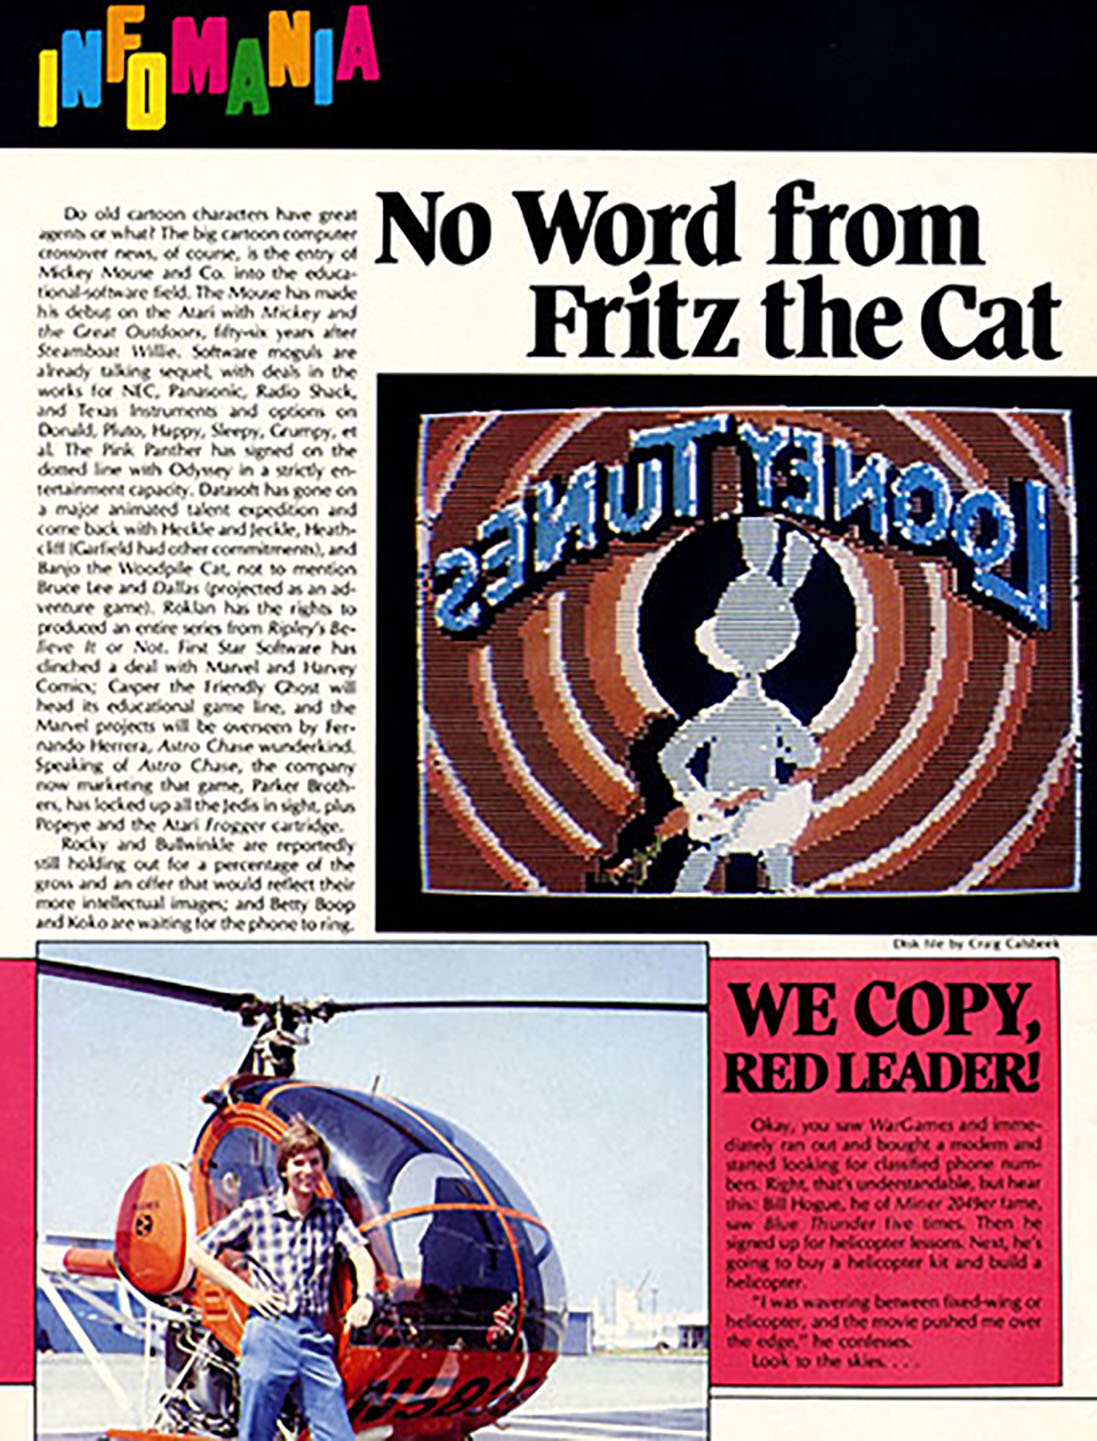 INFOMANIA
No Word from
Fritz the Cat
Do old cartoon characters have great
agents or what? The big cartoon computer
crossover news, of course, is the entry of
Mickey Mouse and Co. into the educa-
tional-software field. The Mouse has made
his debut on the Atari with Mickey and
the Great Outdoors, fifty-six years after
Steamboat Willie. Software moguls are
already talking sequel, with deals in the
works for NEC, Panasonic, Radio Shack,
and Texas Instruments and options on
Donald, Pluto, Happy, Sleepy, Grumpy, et
al. The Pink Panther has signed on the
dotted line with Odyssey in a strictly en-
tertainment capacity. Datasoft has gone on
a major animated talent expedition and
come back with Heckle and Jeckle, Heath-
cliff (Garfield had other commitments), and
Banjo the Woodpile Cat, not to mention
Bruce Lee and Dallas (projected as an ad-
venture game). Roklan has the rights to
produced an entire series from Ripley's Be-
lieve It or Not. First Star Software has
clinched a deal with Marvel and Harvey
Comics; Casper the Friendly Ghost will
head its educational game line, and the
Marvel projects will be overseen by Fer-
nando Herrera, Astro Chase wunderkind.
Speaking of Astro Chase, the company
now marketing that game, Parker Broth-
ers, has locked up all the Jedis in sight, plus
Popeye and the Atari Frogger cartridge.
Rocky and Bullwinkle are reportedly
still holding out for a percentage of the
gross and an offer that would reflect their
more intellectual images; and Betty Boop
and Koko are waiting for the phone to ring.
LOONEY TUNES
Disk file by Craig Calsbeek
WE COPY,
RED LEADER!
Okay, you saw WarGames and imme-
diately ran out and bought a modem and
started looking for classified phone num-
bers. Right, that's understandable, but hear
this: Bill Hogue, he of Miner 2049er fame,
saw Blue Thunder five times. Then he
signed up for helicopter lessons. Next, he's
going to buy a helicopter kit and build a
helicopter.
"I was wavering between fixed-wing or
helicopter, and the movie pushed me over
the edge," he confesses.
Look to the skies. . . .